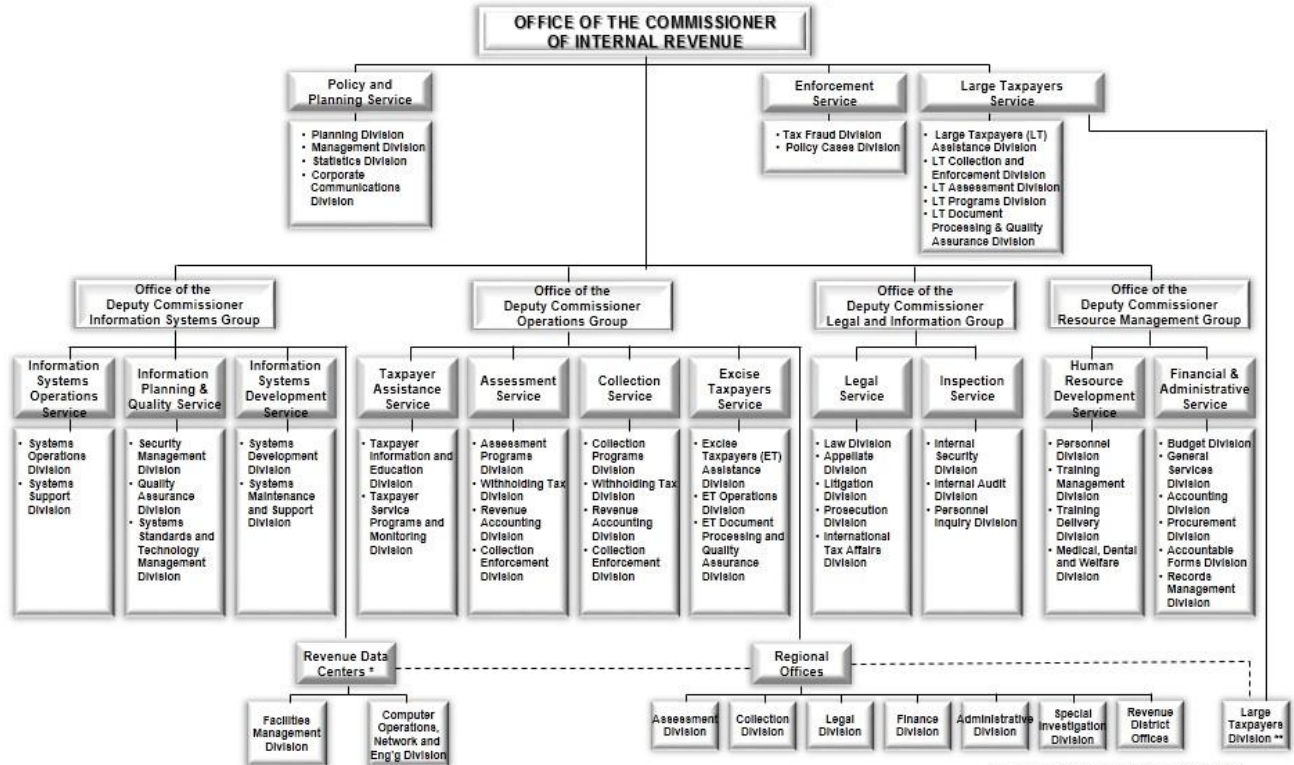 OFFICE OF THE COMMISSIONER
OF INTERNAL REVENUE
Policy and
Planning Service
• Planning Division
• Management Division
• Statistics Division
• Corporate
Communications
Division
Enforcement
Service
• Tax Fraud Division
• Policy Cases Division
Large Taxpayers
Service
• Large Taxpayers (LT)
Assistance Division
• LT Collection and
Enforcement Division
• LT Assessment Division
• LT Programs Division
• LT Document
Processing & Quality
Assurance Division
Office of the
Deputy Commissioner
Information Systems Group
Office of the
Deputy Commissioner
Operations Group
Office of the
Deputy Commissioner
Legal and Information Group
Office of the
Deputy Commissioner
Resource Management Group
Information
Systems
Operations
Service
• Systems
Operations
Division
• Systems
Support
Division
Information
Planning &
Quality Service
• Security
Management
Division
• Quality
Assurance
Division
• Systems
Standards and
Technology
Management
Division
Information
Systems
Development
Service
• Systems
Development
Division
• Systems
Maintenance
and Support
Division
Taxpayer
Assistance
Service
• Taxpayer
Information and
Education
Division
• Taxpayer
Service
Programs and
Monitoring
Division
Assessment
Service
• Assessment
Programs
Division
• Withholding Tax
Division
• Revenue
Accounting
Division
• Collection
Enforcement
Division
Collection
Service
• Collection
Programs
Division
• Withholding Tax
Division
• Revenue
Accounting
Division
• Collection
Enforcement
Division
Excise
Taxpayers
Service
• Excise
Taxpayers (ET)
Assistance
Division
• ET Operations
Division
• ET Document
Processing and
Quality
Assurance
Division
Legal
Service
• Law Division
• Appellate
Division
• Litigation
Division
• Prosecution
Division
• International
Tax Affairs
Division
Inspection
Service
• Internal
Security
Division
• Internal Audit
Division
• Personnel
Inquiry Division
Human
Resource
Development
Service
• Personnel
Division
• Training
Management
Division
• Training
Delivery
Division
• Medical, Dental
and Welfare
Division
Financial &
Administrative
Service
• Budget Division
• General
Services
Division
• Accounting
Division
• Procurement
Division
• Accountable
Forms Division
• Records
Management
Division
Revenue Data
Centers *
Regional
Offices
Facilities
Management
Division
Computer
Operations,
Network and
Eng'g Division
Assessment
Division
Collection
Division
Legal
Division
Finance
Division
Administrative
Division
Special
Investigation
Division
Revenue
District
Offices
Large
Taxpayers
Division **